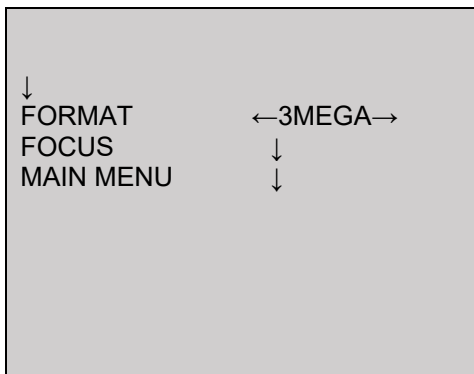 ↓
FORMAT ←3MEGA→
FOCUS ↓
MAIN MENU ↓